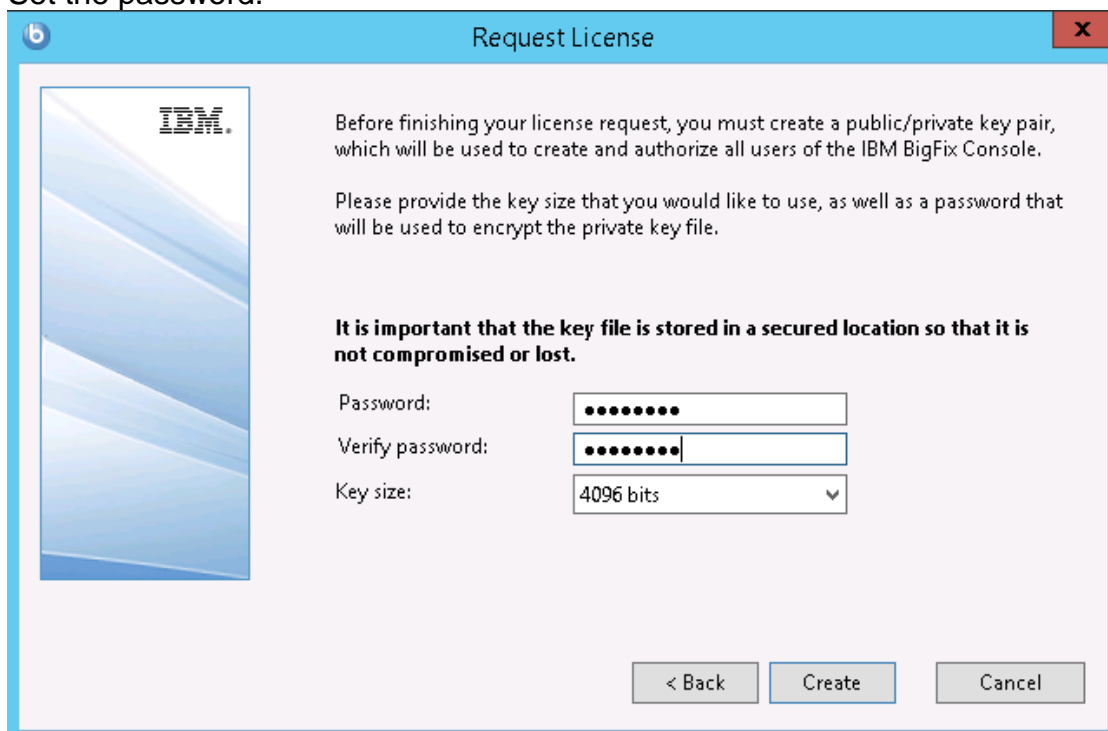 Set the password.
Request License
x
IBM.
Before finishing your license request, you must create a public/private key pair,
which will be used to create and authorize all users of the IBM BigFix Console.
Please provide the key size that you would like to use, as well as a password that
will be used to encrypt the private key file.
It is important that the key file is stored in a secured location so that it is
not compromised or lost.
Password: ●●●●●●●●
Verify password: ●●●●●●●●
Key size: 4096 bits
< Back Create Cancel